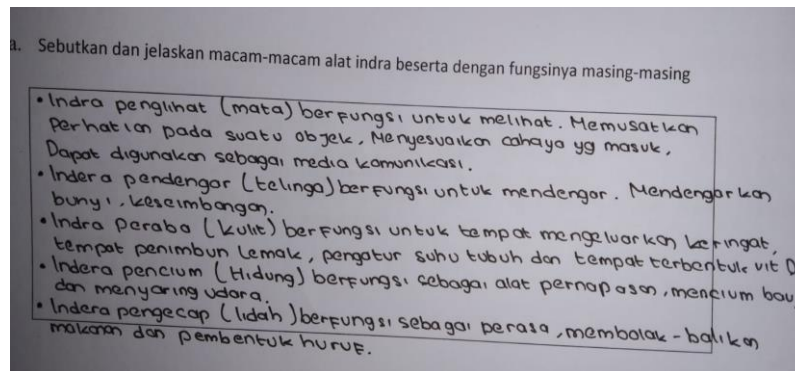 a. Sebutkan dan jelaskan macam-macam alat indra beserta dengan fungsinya masing-masing
• Indra penglihat (mata) berfungsi untuk melihat. Memusatkan
Perhatian pada suatu objek, Menyesuaikan cahaya yg masuk,
Dapat digunakan sebagai media komunikasi.
• Indera pendengar (telinga) berfungsi untuk mendengar. Mendengarkan
bunyi, keseimbangan.
• Indra Peraba (kulit) berfungsi untuk tempat mengeluarkan keringat,
tempat penimbun lemak, pengatur suhu tubuh dan tempat terbentuk vit D
• Indera pencium (Hidung) berfungsi sebagai alat pernapasan, mencium bau
dan menyaring udara.
• Indera pengecap (lidah) berfungsi sebagai perasa, membolak-balikan
makanan dan pembentuk huruf.